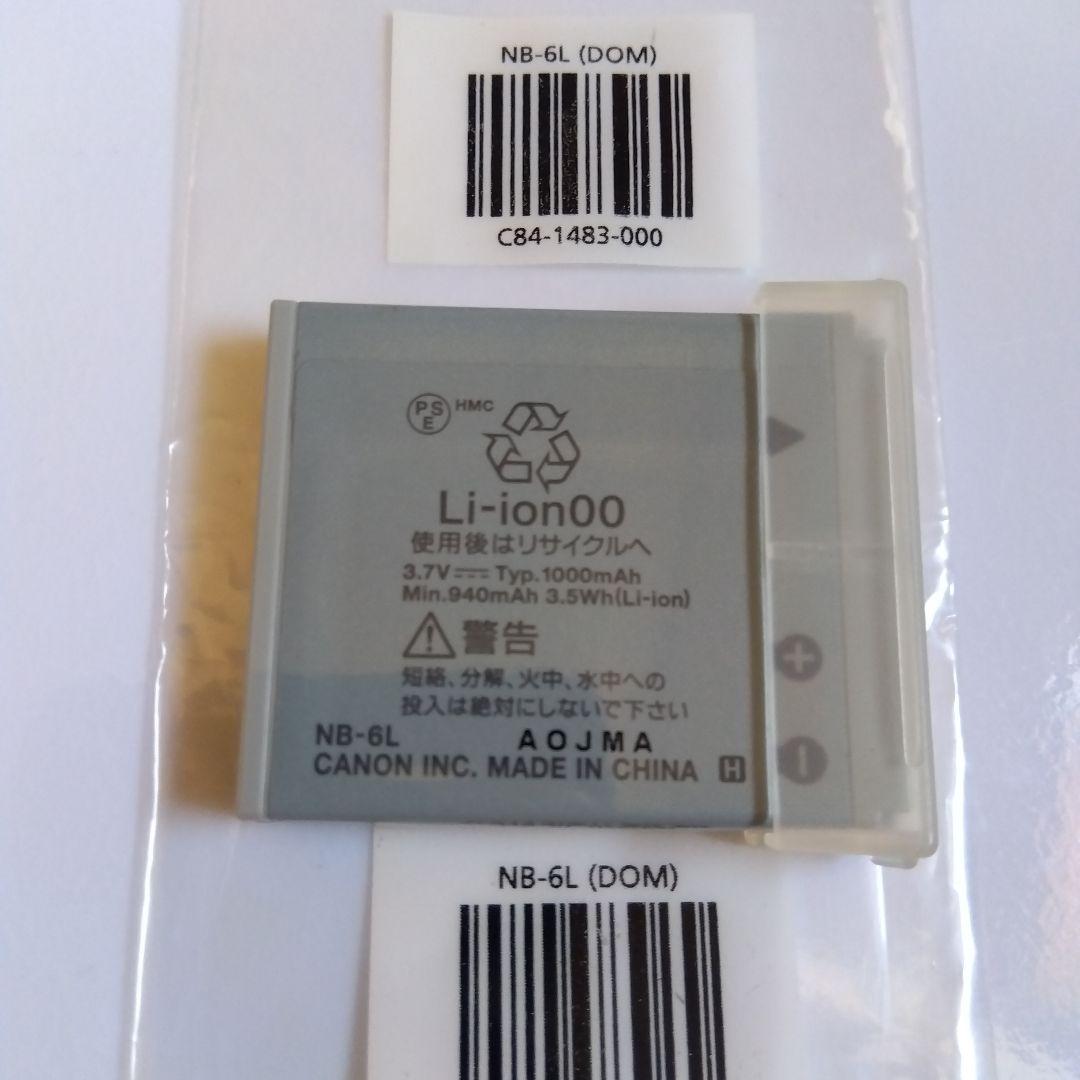 NB-6L (DOM)
C84-1483-000
PSE HMC
Li-ion00
使用後はリサイクルヘ
3.7V⎓ Typ.1000mAh
Min.940mAh 3.5Wh(Li-ion)
警告
短絡、分解、火中、水中への
投入は絶対にしないで下さい
NB-6L AOJMA
CANON INC. MADE IN CHINA H
NB-6L (DOM)